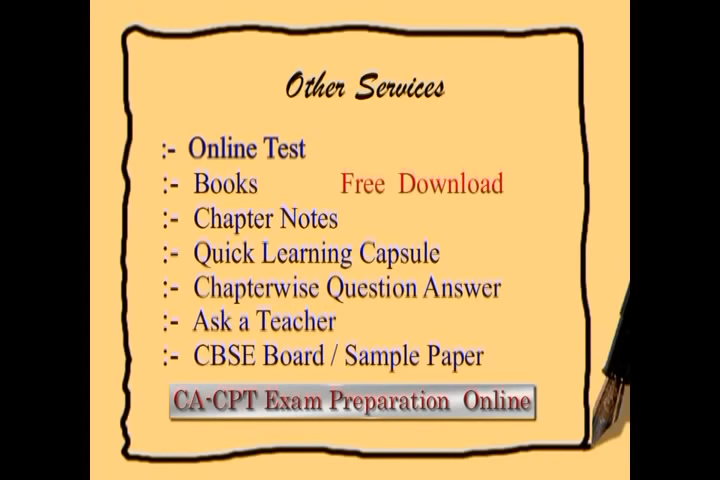 Other Services
:- Online Test
:- Books Free Download
:- Chapter Notes
:- Quick Learning Capsule
:- Chapterwise Question Answer
:- Ask a Teacher
:- CBSE Board / Sample Paper
CA-CPT Exam Preparation Online